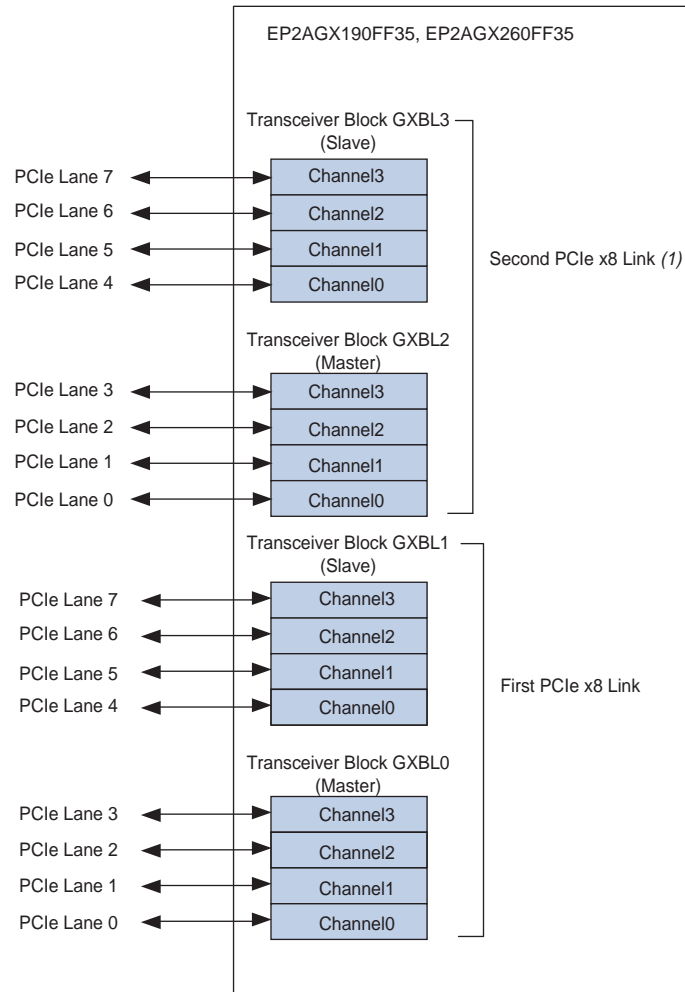 EP2AGX190FF35, EP2AGX260FF35
Transceiver Block GXBL3
(Slave)
PCIe Lane 7
Channel3
PCIe Lane 6
Channel2
PCIe Lane 5
Channel1
PCIe Lane 4
Channel0
Second PCIe x8 Link (1)
Transceiver Block GXBL2
(Master)
PCIe Lane 3
Channel3
PCIe Lane 2
Channel2
PCIe Lane 1
Channel1
PCIe Lane 0
Channel0
Transceiver Block GXBL1
(Slave)
PCIe Lane 7
Channel3
PCIe Lane 6
Channel2
PCIe Lane 5
Channel1
PCIe Lane 4
Channel0
First PCIe x8 Link
Transceiver Block GXBL0
(Master)
PCIe Lane 3
Channel3
PCIe Lane 2
Channel2
PCIe Lane 1
Channel1
PCIe Lane 0
Channel0